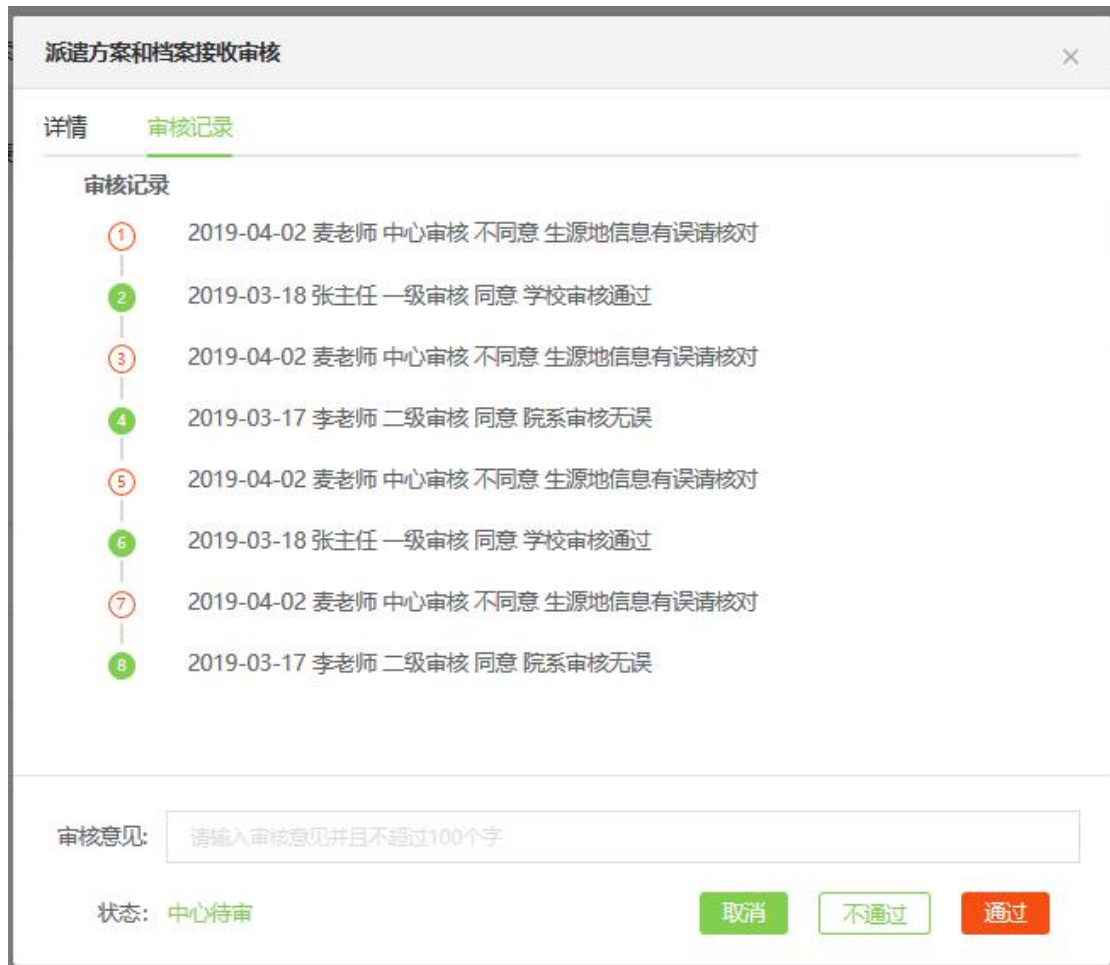 派遣方案和档案接收审核
详情 审核记录
审核记录
1 2019-04-02 麦老师 中心审核 不同意 生源地信息有误请核对
2 2019-03-18 张主任 一级审核 同意 学校审核通过
3 2019-04-02 麦老师 中心审核 不同意 生源地信息有误请核对
4 2019-03-17 李老师 二级审核 同意 院系审核无误
5 2019-04-02 麦老师 中心审核 不同意 生源地信息有误请核对
6 2019-03-18 张主任 一级审核 同意 学校审核通过
7 2019-04-02 麦老师 中心审核 不同意 生源地信息有误请核对
8 2019-03-17 李老师 二级审核 同意 院系审核无误
审核意见: 请输入审核意见并且不超过100个字
状态: 中心待审 取消 不通过 通过